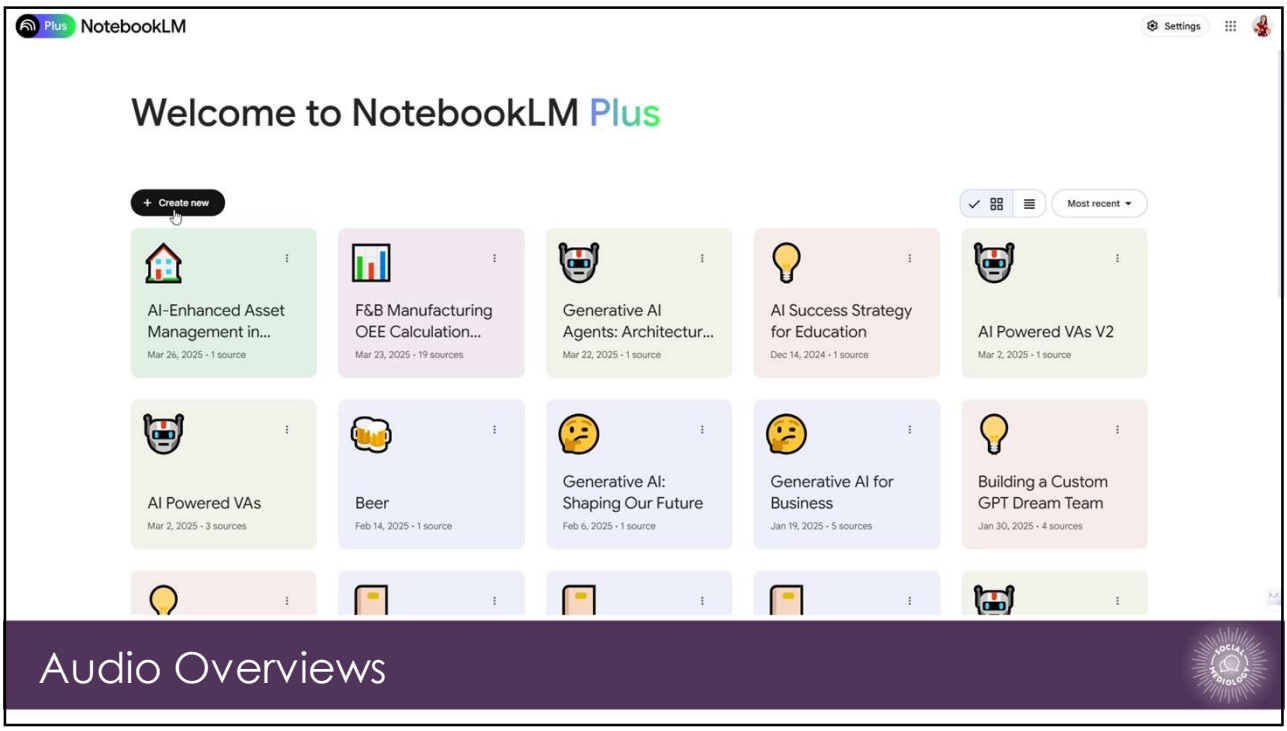 Plus NotebookLM
Settings
Welcome to NotebookLM Plus
+ Create new
Most recent
AI-Enhanced Asset
Management in...
Mar 26, 2025 · 1 source
F&B Manufacturing
OEE Calculation...
Mar 23, 2025 · 19 sources
Generative AI
Agents: Architectur...
Mar 22, 2025 · 1 source
AI Success Strategy
for Education
Dec 14, 2024 · 1 source
AI Powered VAs V2
Mar 2, 2025 · 1 source
AI Powered VAs
Mar 2, 2025 · 3 sources
Beer
Feb 14, 2025 · 1 source
Generative AI:
Shaping Our Future
Feb 6, 2025 · 1 source
Generative AI for
Business
Jan 19, 2025 · 5 sources
Building a Custom
GPT Dream Team
Jan 30, 2025 · 4 sources
Audio Overviews
SOCIAL
MEDIOLOGY